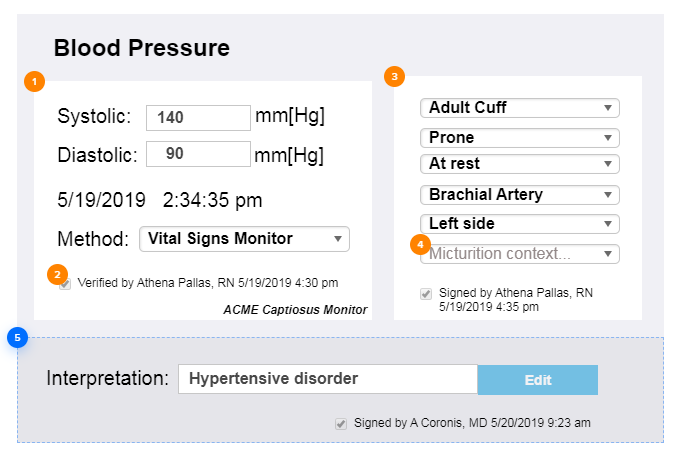 Blood Pressure
1
Systolic: 140 mm[Hg]
Diastolic: 90 mm[Hg]
5/19/2019 2:34:35 pm
Method: Vital Signs Monitor
2
Verified by Athena Pallas, RN 5/19/2019 4:30 pm
ACME Captiosus Monitor
3
Adult Cuff
Prone
At rest
Brachial Artery
Left side
4
Micturition context...
Signed by Athena Pallas, RN
5/19/2019 4:35 pm
5
Interpretation: Hypertensive disorder Edit
Signed by A Coronis, MD 5/20/2019 9:23 am